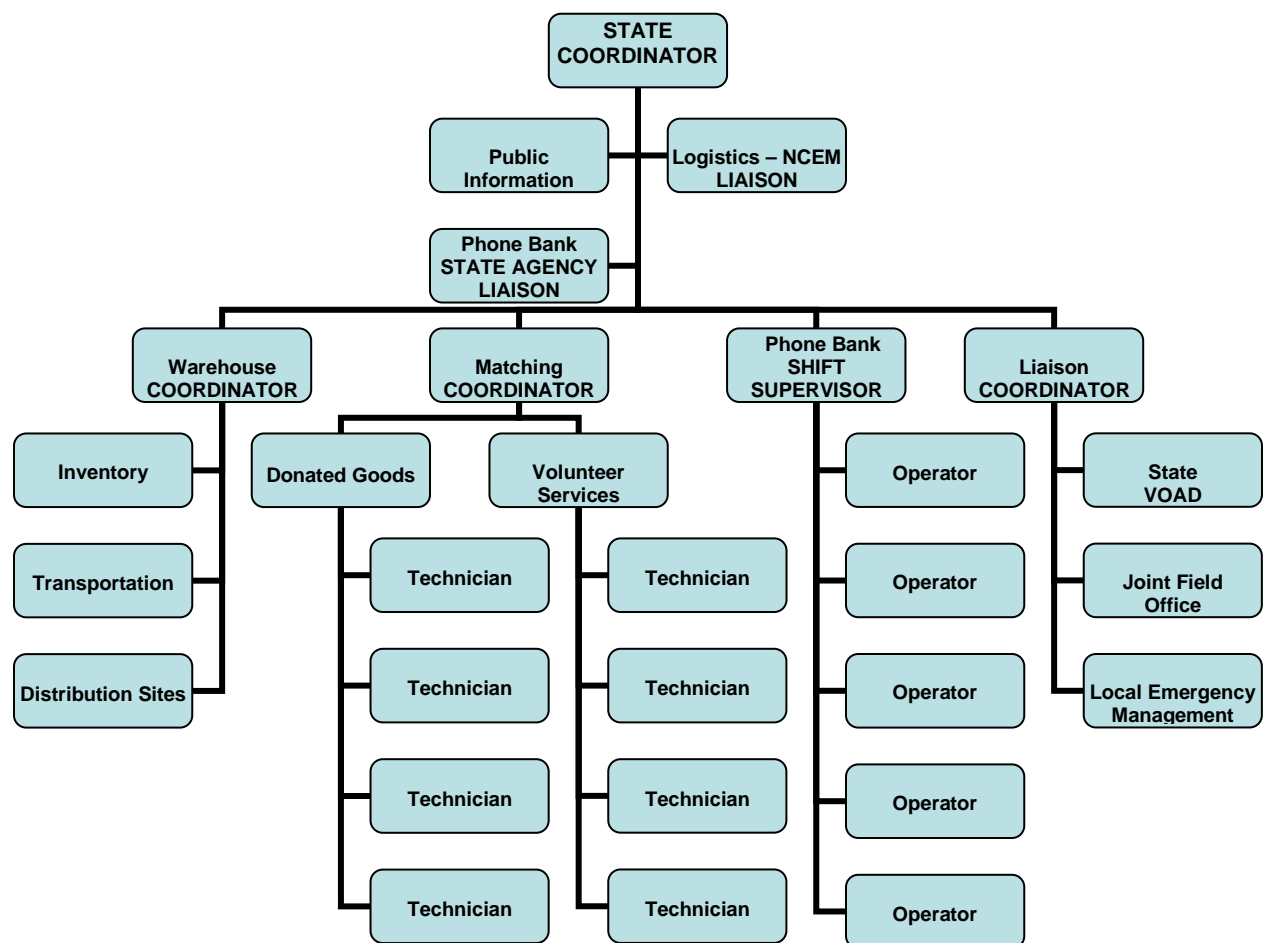 STATE
COORDINATOR
Public
Information
Logistics – NCEM
LIAISON
Phone Bank
STATE AGENCY
LIAISON
Warehouse
COORDINATOR
Matching
COORDINATOR
Phone Bank
SHIFT
SUPERVISOR
Liaison
COORDINATOR
Inventory
Donated Goods
Volunteer
Services
Operator
State
VOAD
Transportation
Technician
Technician
Operator
Joint Field
Office
Distribution Sites
Technician
Technician
Operator
Local Emergency
Management
Technician
Technician
Operator
Technician
Technician
Operator